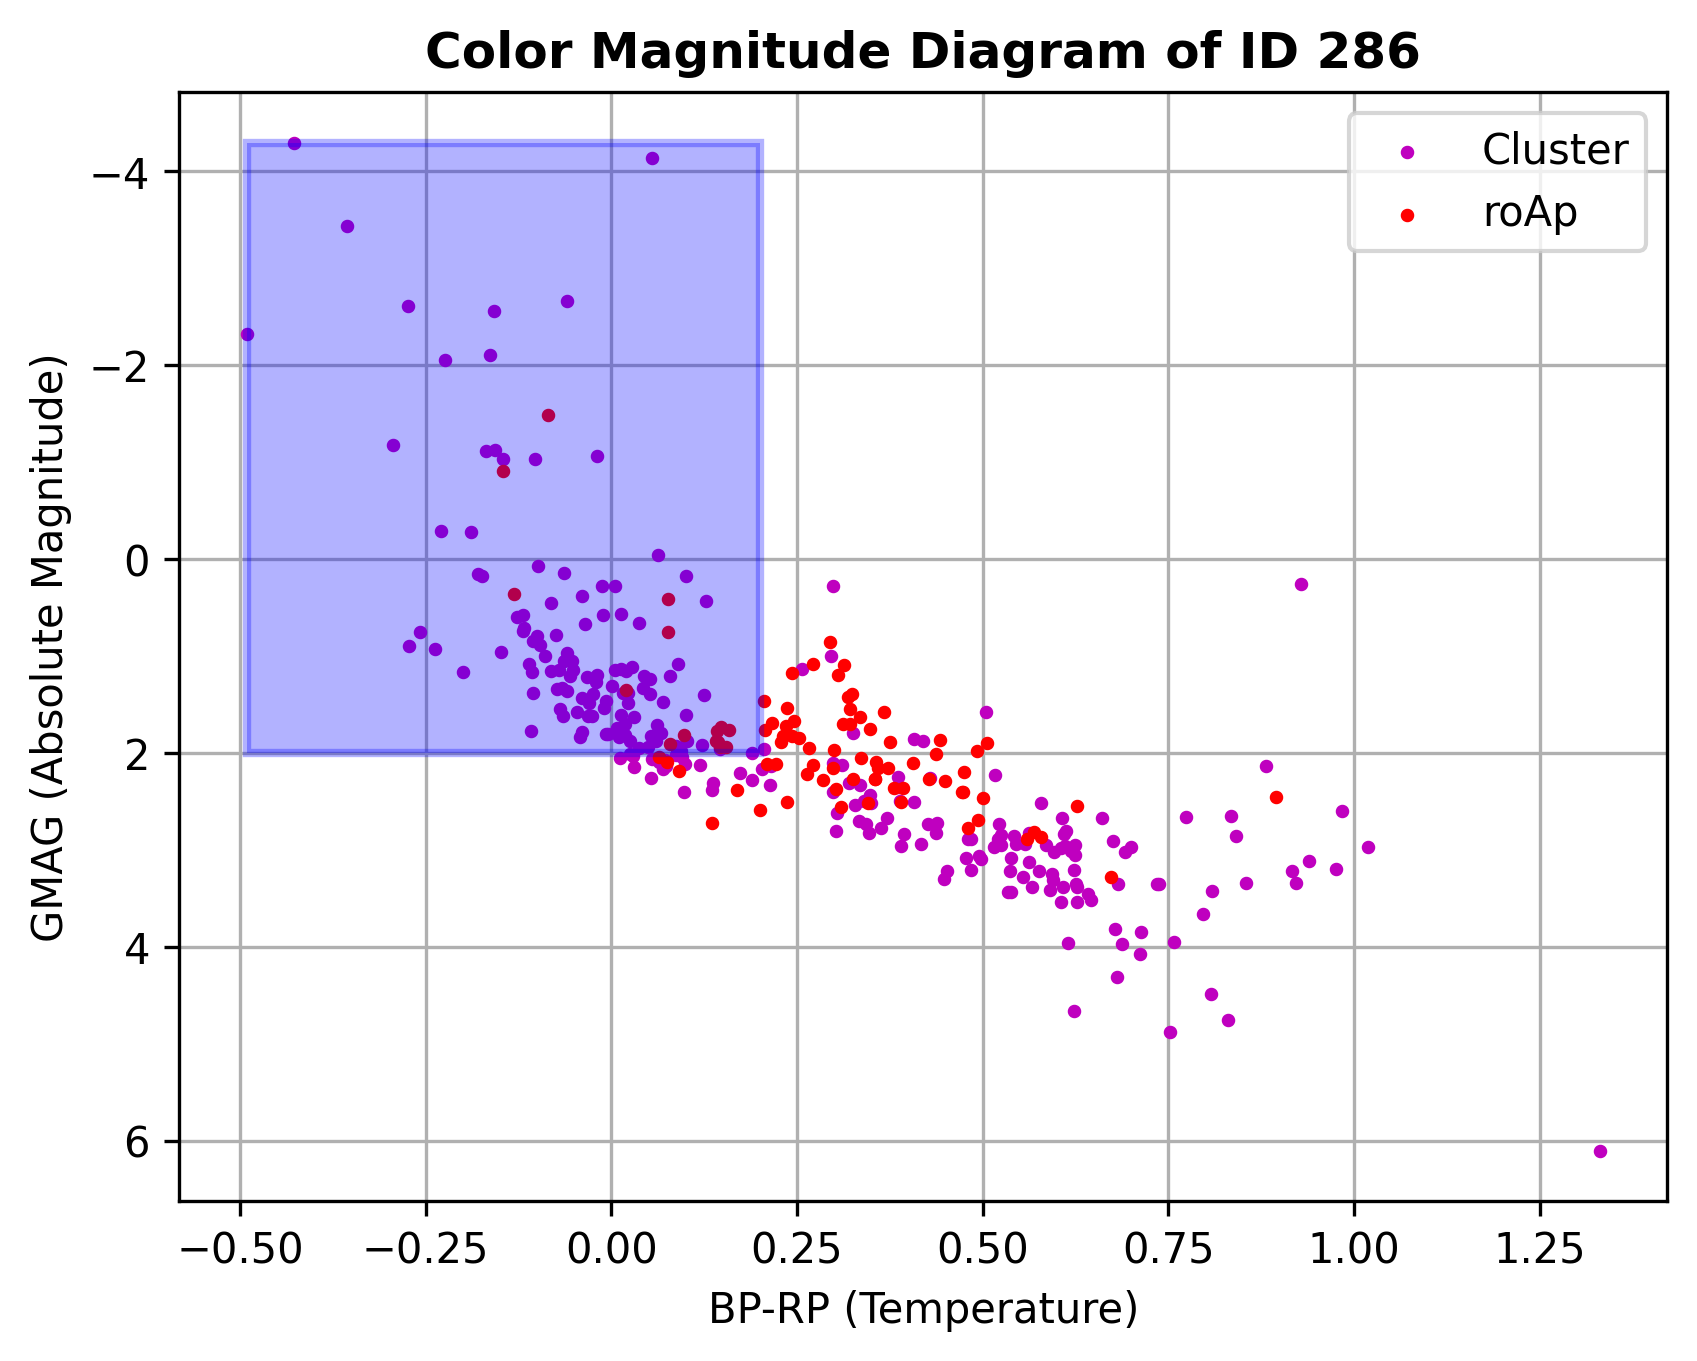 Color Magnitude Diagram of ID 286
Cluster
roAp
GMAG (Absolute Magnitude)
−4
−2
0
2
4
6
−0.50 −0.25 0.00 0.25 0.50 0.75 1.00 1.25
BP-RP (Temperature)